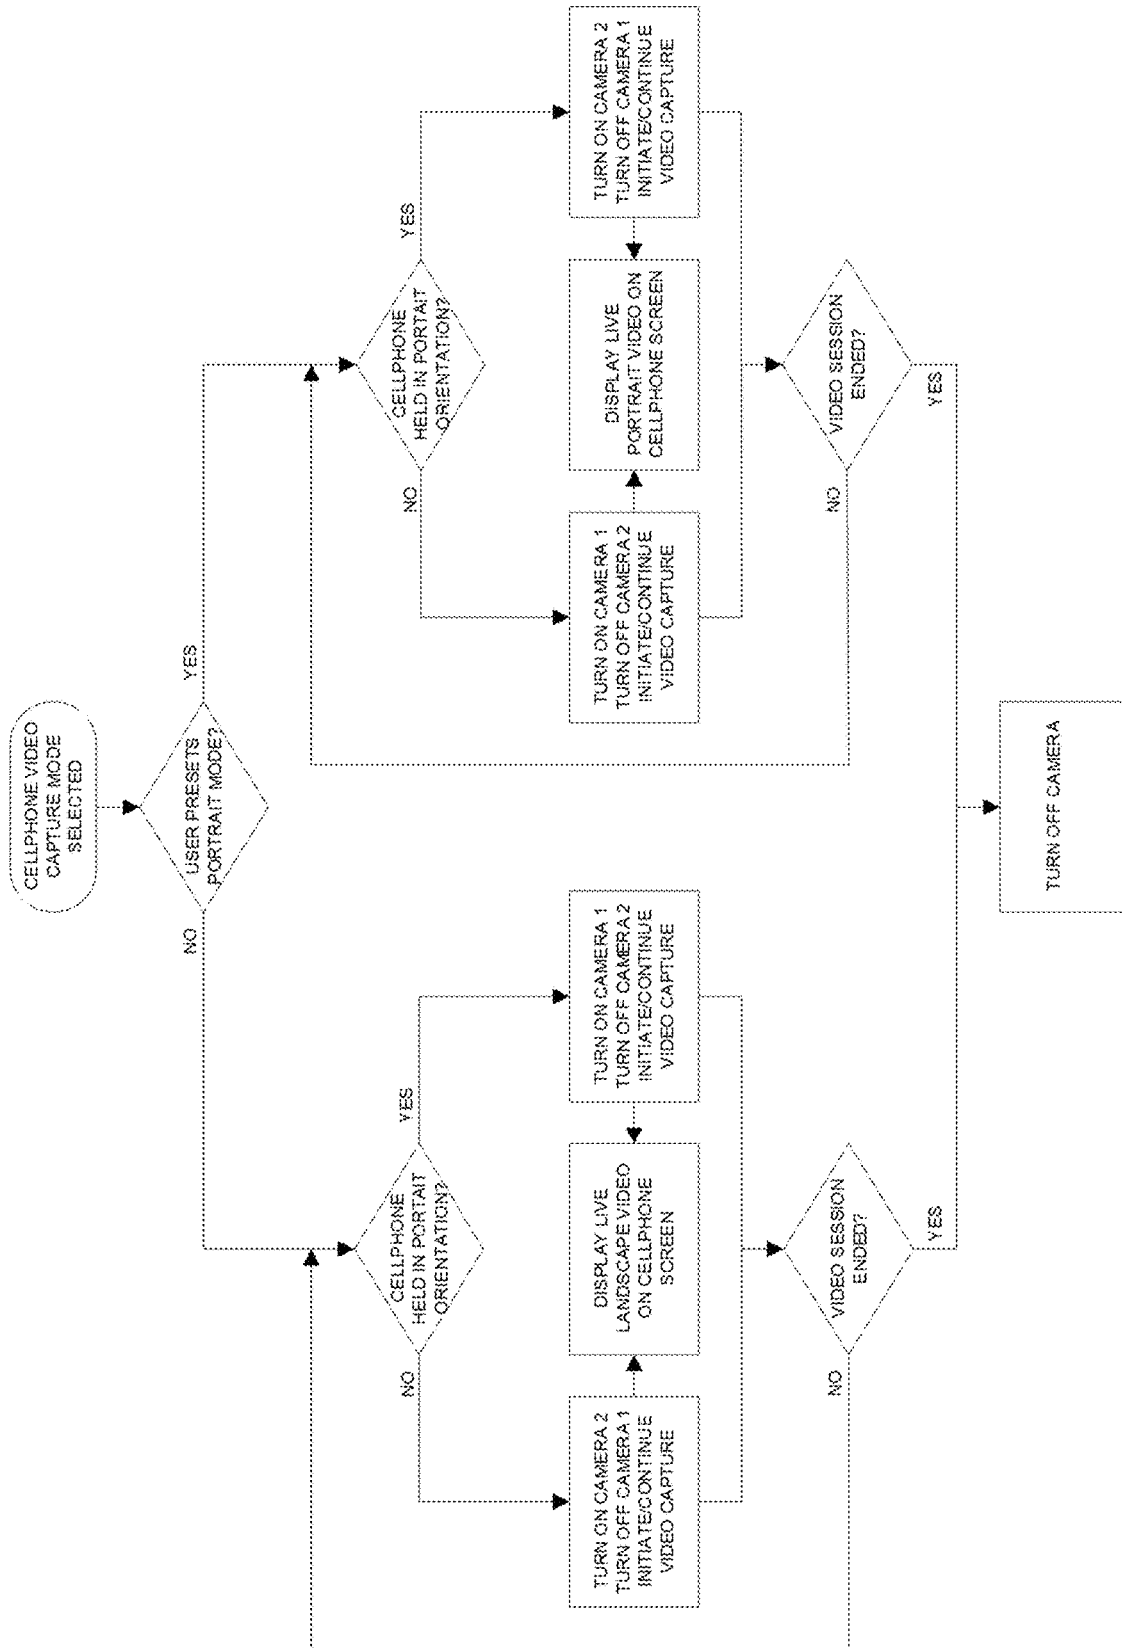 CELLPHONE VIDEO
CAPTURE MODE
SELECTED
USER PRESETS
PORTRAIT MODE?
NO
YES
CELLPHONE
HELD IN PORTAIT
ORIENTATION?
NO
YES
CELLPHONE
HELD IN PORTAIT
ORIENTATION?
NO
YES
TURN ON CAMERA 2
TURN OFF CAMERA 1
INITIATE/CONTINUE
VIDEO CAPTURE
DISPLAY LIVE
LANDSCAPE VIDEO
ON CELLPHONE
SCREEN
TURN ON CAMERA 1
TURN OFF CAMERA 2
INITIATE/CONTINUE
VIDEO CAPTURE
TURN ON CAMERA 1
TURN OFF CAMERA 2
INITIATE/CONTINUE
VIDEO CAPTURE
DISPLAY LIVE
PORTRAIT VIDEO ON
CELLPHONE SCREEN
TURN ON CAMERA 2
TURN OFF CAMERA 1
INITIATE/CONTINUE
VIDEO CAPTURE
VIDEO SESSION
ENDED?
NO
YES
VIDEO SESSION
ENDED?
NO
YES
TURN OFF CAMERA